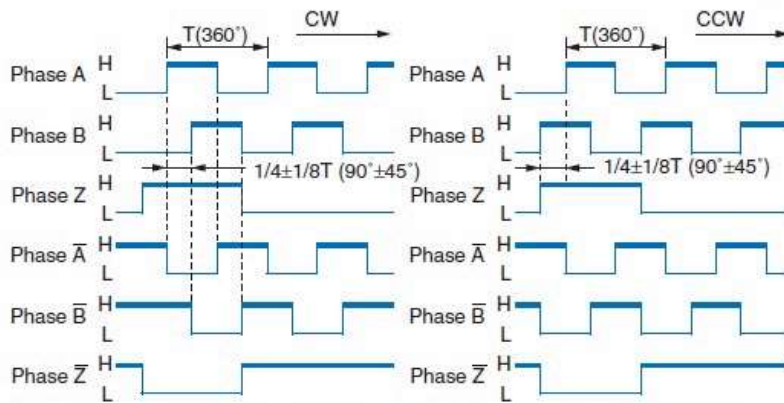 T(360°) CW
Phase A H
L
Phase B H
L
1/4±1/8T (90°±45°)
Phase Z H
L
Phase A̅ H
L
Phase B̅ H
L
Phase Z̅ H
L
T(360°) CCW
Phase A H
L
Phase B H
L
1/4±1/8T (90°±45°)
Phase Z H
L
Phase A̅ H
L
Phase B̅ H
L
Phase Z̅ H
L